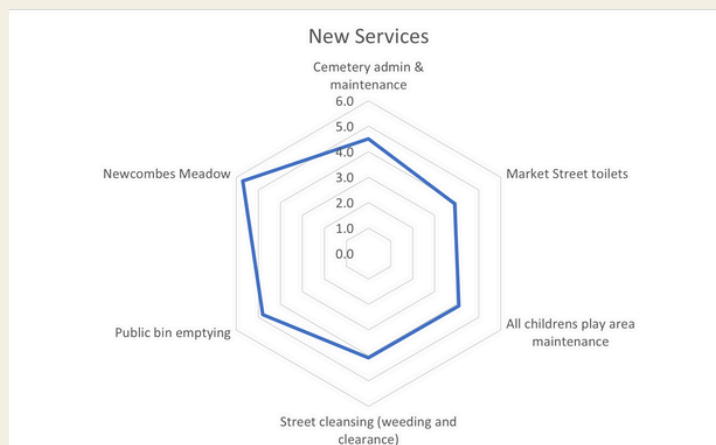 New Services
Cemetery admin &
maintenance
6.0
5.0
4.0
3.0
2.0
1.0
0.0
Newcombes Meadow
Market Street toilets
Public bin emptying
All childrens play area
maintenance
Street cleansing (weeding and
clearance)